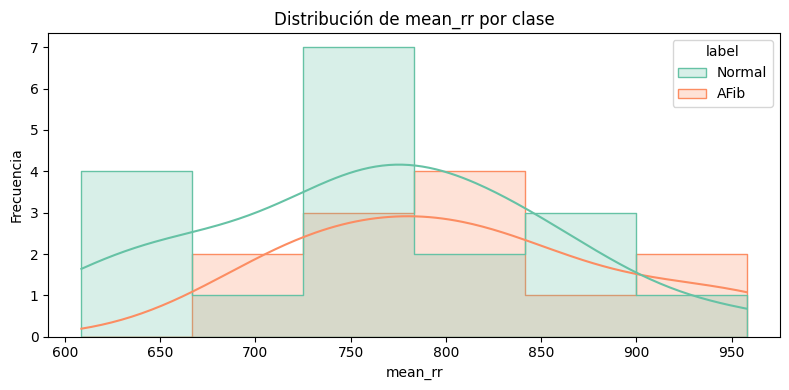 Distribución de mean_rr por clase
label
Normal
AFib
Frecuencia
7
6
5
4
3
2
1
0
600 650 700 750 800 850 900 950
mean_rr